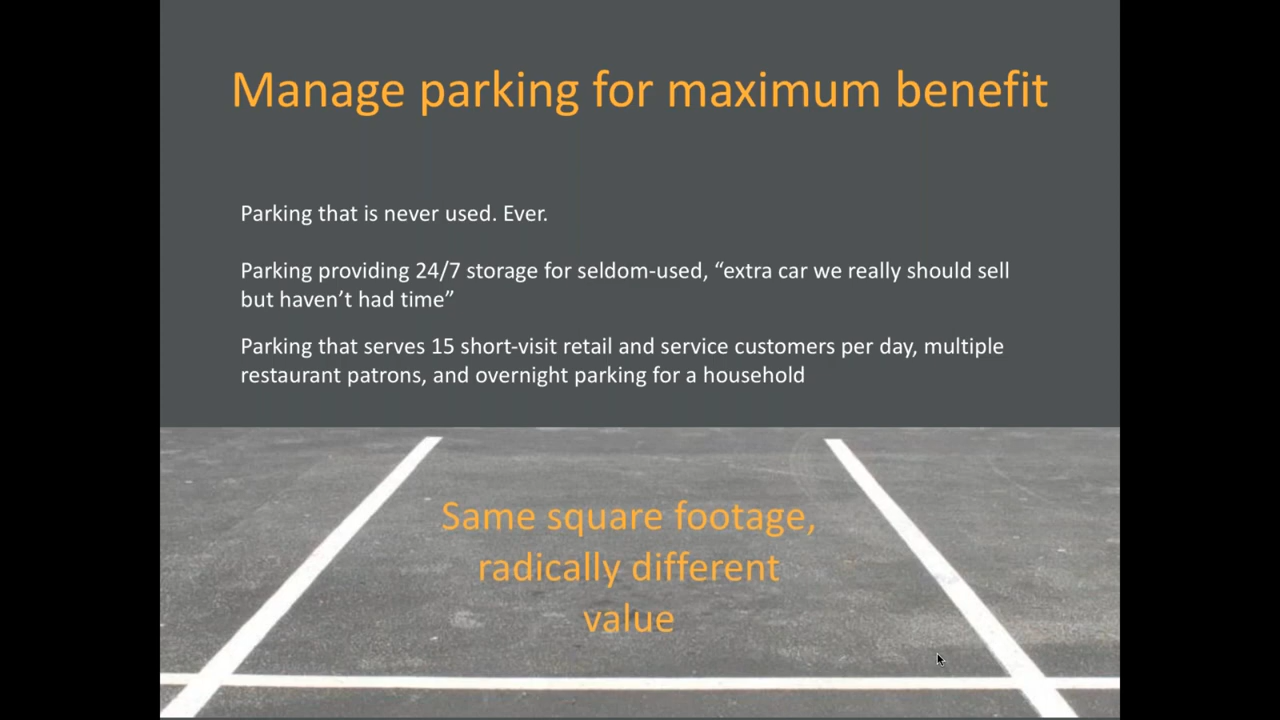 Manage parking for maximum benefit
Parking that is never used. Ever.
Parking providing 24/7 storage for seldom-used, “extra car we really should sell
but haven’t had time”
Parking that serves 15 short-visit retail and service customers per day, multiple
restaurant patrons, and overnight parking for a household
Same square footage,
radically different
value